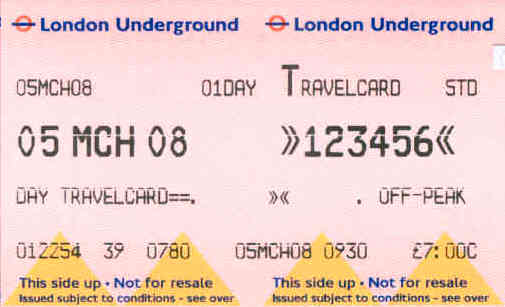 London Underground London Underground
05MCH08 01DAY TRAVELCARD STD
05 MCH 08 »123456«
DAY TRAVELCARD==. »« . OFF-PEAK
012254 39 0780 05MCH08 0930 £7:00C
This side up • Not for resale This side up • Not for resale
Issued subject to conditions - see over Issued subject to conditions - see over